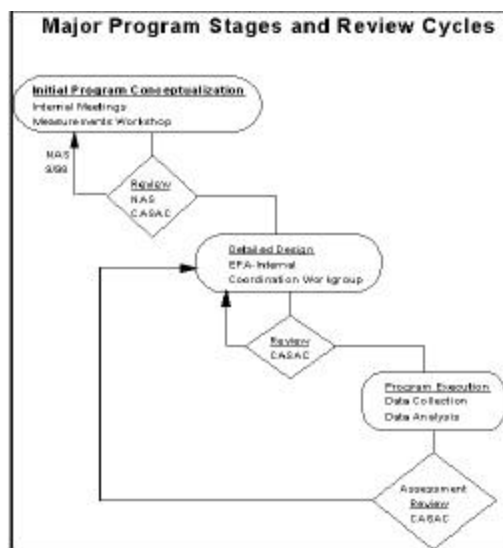 Major Program Stages and Review Cycles
Initial Program Conceptualization
Internal Meetings
Measurements Workshop
NAS
9/98
Review
NAS
CASAC
Detailed Design
EPA-Internal
Coordination Workgroup
Review
CASAC
Program Execution
Data Collection
Data Analysis
Assessment
Review
CASAC